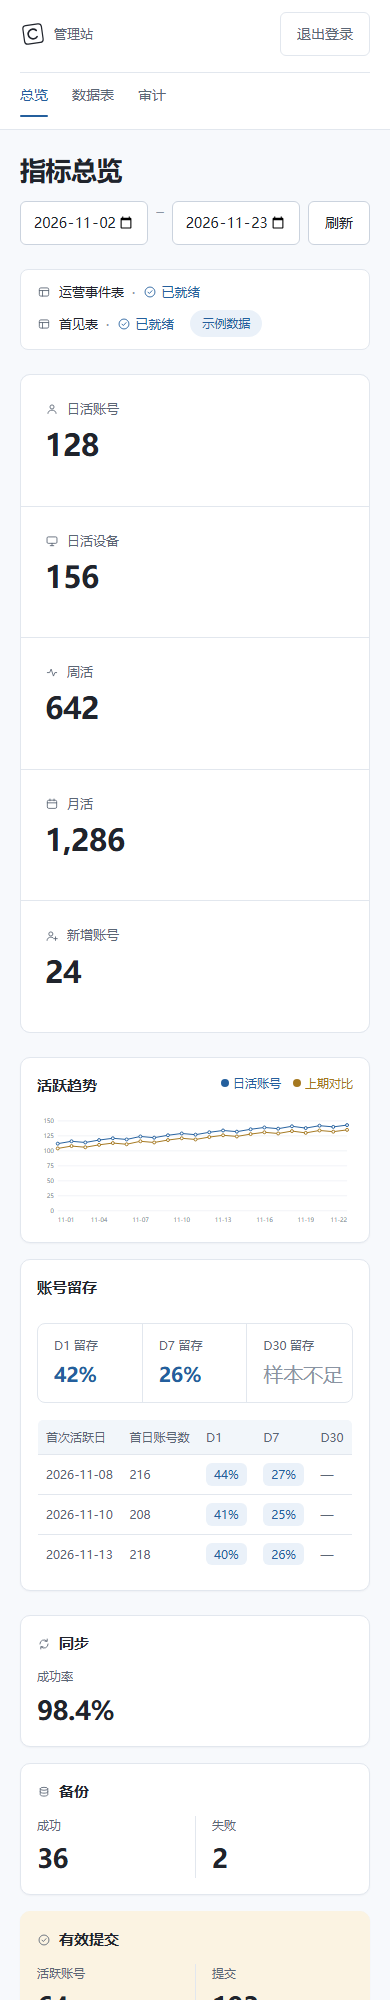 C 管理站 退出登录
总览 数据表 审计
指标总览
2026-11-02 — 2026-11-23 刷新
运营事件表 · 已就绪
首见表 · 已就绪 示例数据
日活账号
128
日活设备
156
周活
642
月活
1,286
新增账号
24
活跃趋势 日活账号 上期对比
150
125
100
75
50
25
0
11-01 11-04 11-07 11-10 11-13 11-16 11-19 11-22
账号留存
D1 留存 D7 留存 D30 留存
42% 26% 样本不足
首次活跃日 首日账号数 D1 D7 D30
2026-11-08 216 44% 27% —
2026-11-10 208 41% 25% —
2026-11-13 218 40% 26% —
同步
成功率
98.4%
备份
成功 失败
36 2
有效提交
活跃账号 提交